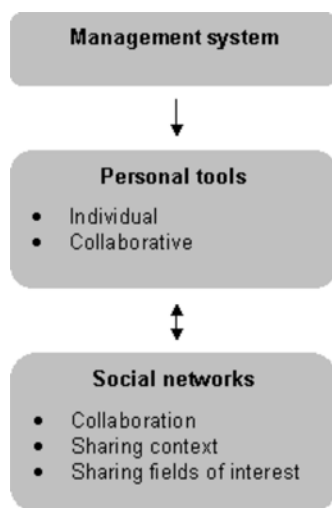 Management system
Personal tools
• Individual
• Collaborative
Social networks
• Collaboration
• Sharing context
• Sharing fields of interest